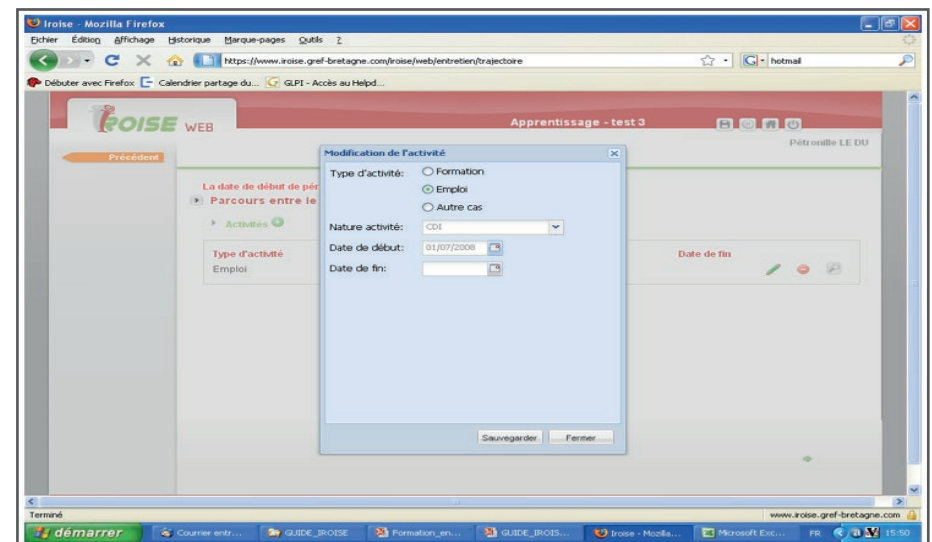 Iroise - Mozilla Firefox
Fichier Édition Affichage Historique Marque-pages Outils ?
https://www.iroise.gref-bretagne.com/iroise/web/entretien/trajectoire
hotmail
Débuter avec Firefox Calendrier partage du... GLPI - Accès au Helpd...
IROISE WEB
Apprentissage - test 3
Pétronille LE DU
Précédent
Modification de l'activité
Type d'activité: Formation
Emploi
Autre cas
Nature activité: CDI
Date de début: 01/07/2008
Date de fin:
La date de début de pér
Parcours entre le
Activités
Type d'activité
Date de fin
Emploi
Sauvegarder Fermer
Terminé
www.iroise.gref-bretagne.com
démarrer Courrier entr... GUIDE_IROISE Formation_en... GUIDE_IROIS... Iroise - Mozilla... Microsoft Exc... FR 15:50